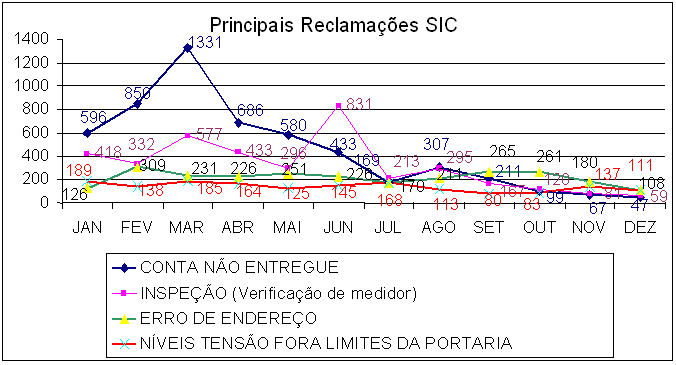 Principais Reclamações SIC
1400
1200
1000
800
600
400
200
0
596 850 1331 686 580 433 169 307 211 99 67 47
418 332 577 433 296 831 213 295 167 120 59
126 309 231 226 251 226 170 265 261 180 108
189 138 185 164 125 145 168 113 80 83 137 111
JAN FEV MAR ABR MAI JUN JUL AGO SET OUT NOV DEZ
CONTA NÃO ENTREGUE
INSPEÇÃO (Verificação de medidor)
ERRO DE ENDEREÇO
NÍVEIS TENSÃO FORA LIMITES DA PORTARIA